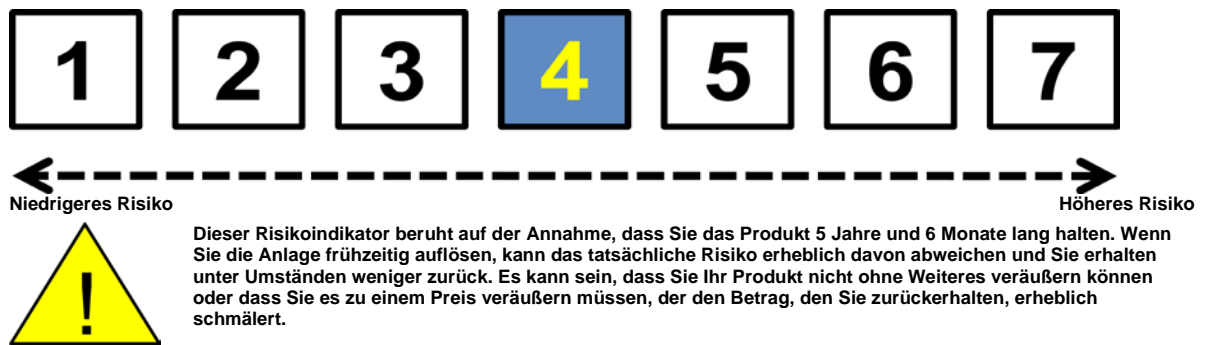 1 2 3 4 5 6 7
Niedrigeres Risiko Höheres Risiko
Dieser Risikoindikator beruht auf der Annahme, dass Sie das Produkt 5 Jahre und 6 Monate lang halten. Wenn
Sie die Anlage frühzeitig auflösen, kann das tatsächliche Risiko erheblich davon abweichen und Sie erhalten
unter Umständen weniger zurück. Es kann sein, dass Sie Ihr Produkt nicht ohne Weiteres veräußern können
oder dass Sie es zu einem Preis veräußern müssen, der den Betrag, den Sie zurückerhalten, erheblich
schmälert.
!